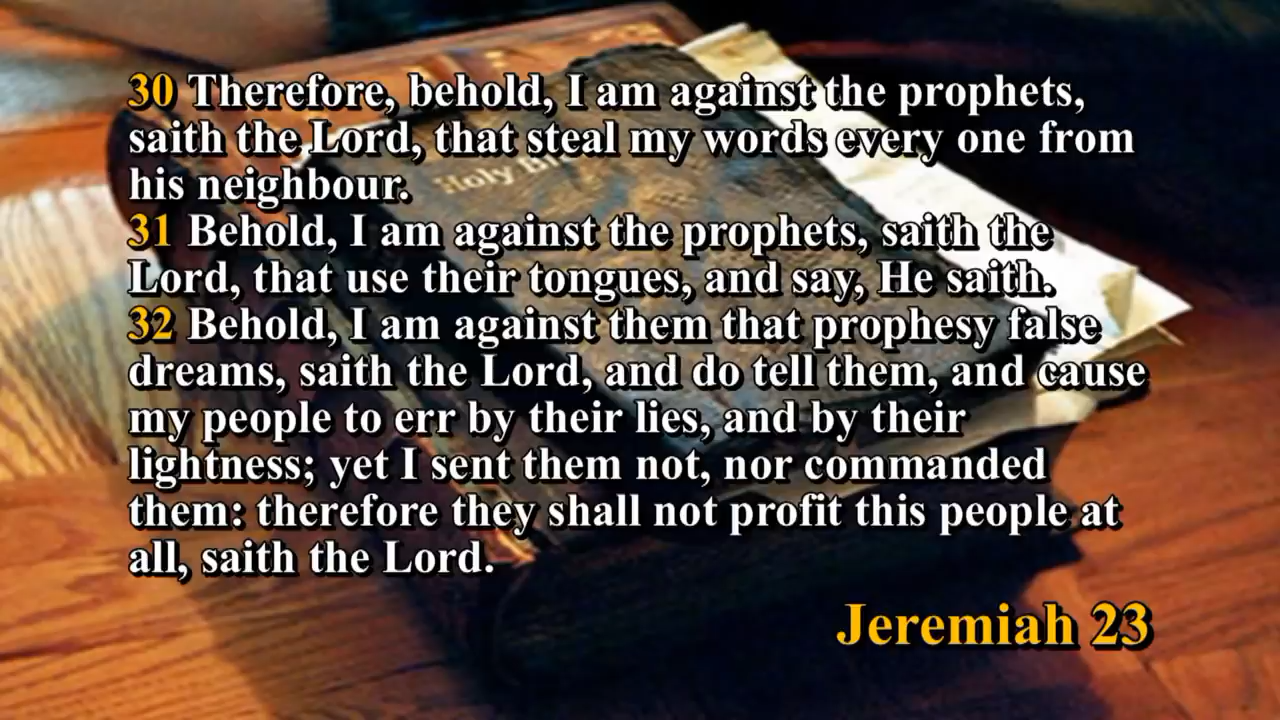 30 Therefore, behold, I am against the prophets,
saith the Lord, that steal my words every one from
his neighbour.
31 Behold, I am against the prophets, saith the
Lord, that use their tongues, and say, He saith.
32 Behold, I am against them that prophesy false
dreams, saith the Lord, and do tell them, and cause
my people to err by their lies, and by their
lightness; yet I sent them not, nor commanded
them: therefore they shall not profit this people at
all, saith the Lord.
Jeremiah 23
Holy